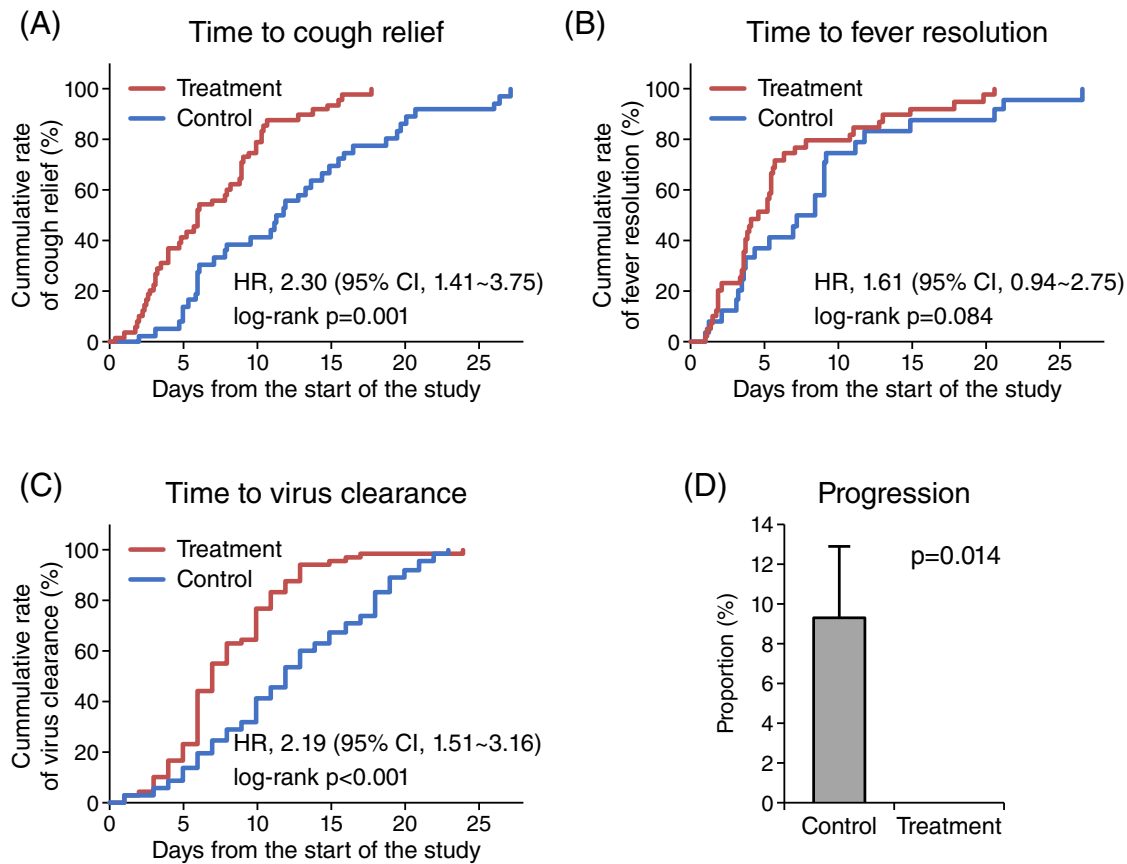 (A)
Time to cough relief
Cummulative rate
of cough relief (%)
100
80
60
40
20
0
Treatment
Control
HR, 2.30 (95% CI, 1.41~3.75)
log-rank p=0.001
0 5 10 15 20 25
Days from the start of the study
(B)
Time to fever resolution
Cummulative rate
of fever resolution (%)
100
80
60
40
20
0
Treatment
Control
HR, 1.61 (95% CI, 0.94~2.75)
log-rank p=0.084
0 5 10 15 20 25
Days from the start of the study
(C)
Time to virus clearance
Cummulative rate
of virus clearance (%)
100
80
60
40
20
0
Treatment
Control
HR, 2.19 (95% CI, 1.51~3.16)
log-rank p<0.001
0 5 10 15 20 25
Days from the start of the study
(D)
Progression
Proportion (%)
14
12
10
8
6
4
2
0
p=0.014
Control Treatment